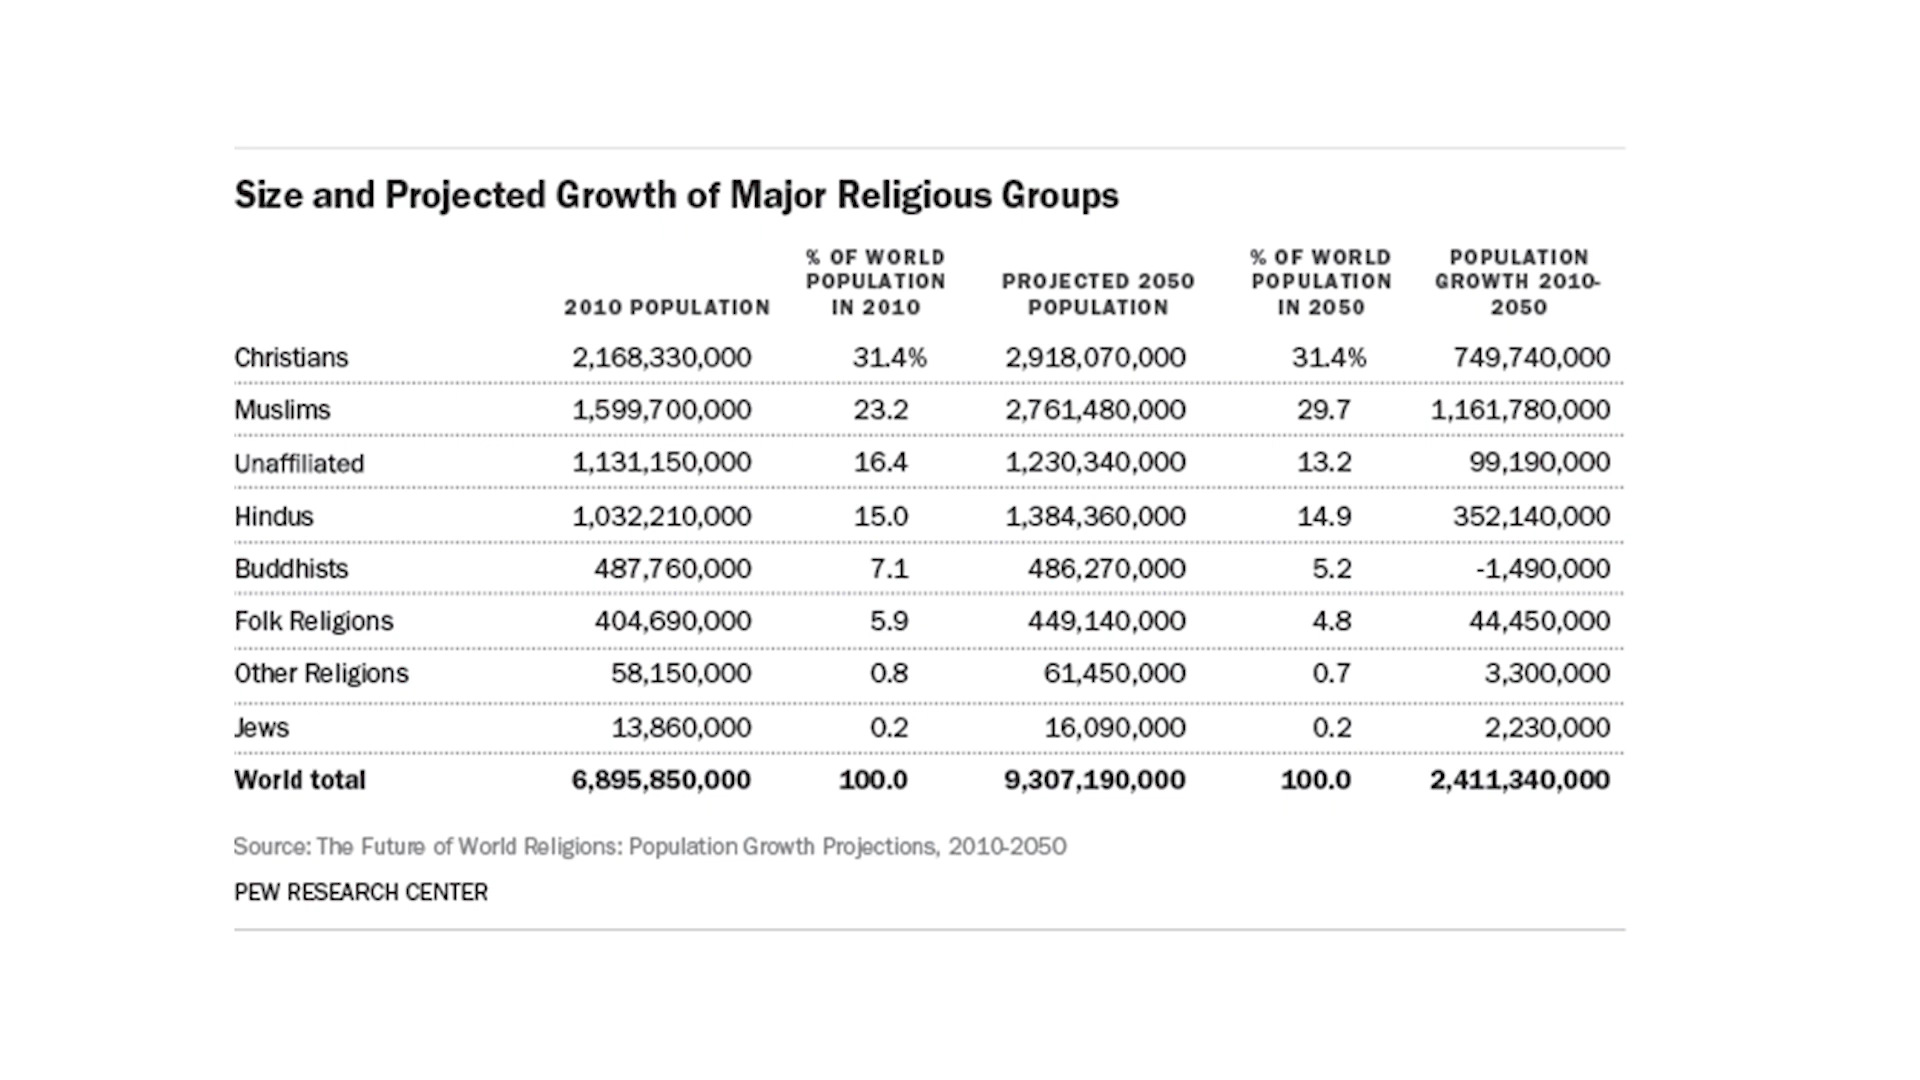 Size and Projected Growth of Major Religious Groups
2010 POPULATION % OF WORLD POPULATION IN 2010 PROJECTED 2050 POPULATION % OF WORLD POPULATION IN 2050 POPULATION GROWTH 2010-2050
Christians 2,168,330,000 31.4% 2,918,070,000 31.4% 749,740,000
Muslims 1,599,700,000 23.2 2,761,480,000 29.7 1,161,780,000
Unaffiliated 1,131,150,000 16.4 1,230,340,000 13.2 99,190,000
Hindus 1,032,210,000 15.0 1,384,360,000 14.9 352,140,000
Buddhists 487,760,000 7.1 486,270,000 5.2 -1,490,000
Folk Religions 404,690,000 5.9 449,140,000 4.8 44,450,000
Other Religions 58,150,000 0.8 61,450,000 0.7 3,300,000
Jews 13,860,000 0.2 16,090,000 0.2 2,230,000
World total 6,895,850,000 100.0 9,307,190,000 100.0 2,411,340,000
Source: The Future of World Religions: Population Growth Projections, 2010-2050
PEW RESEARCH CENTER